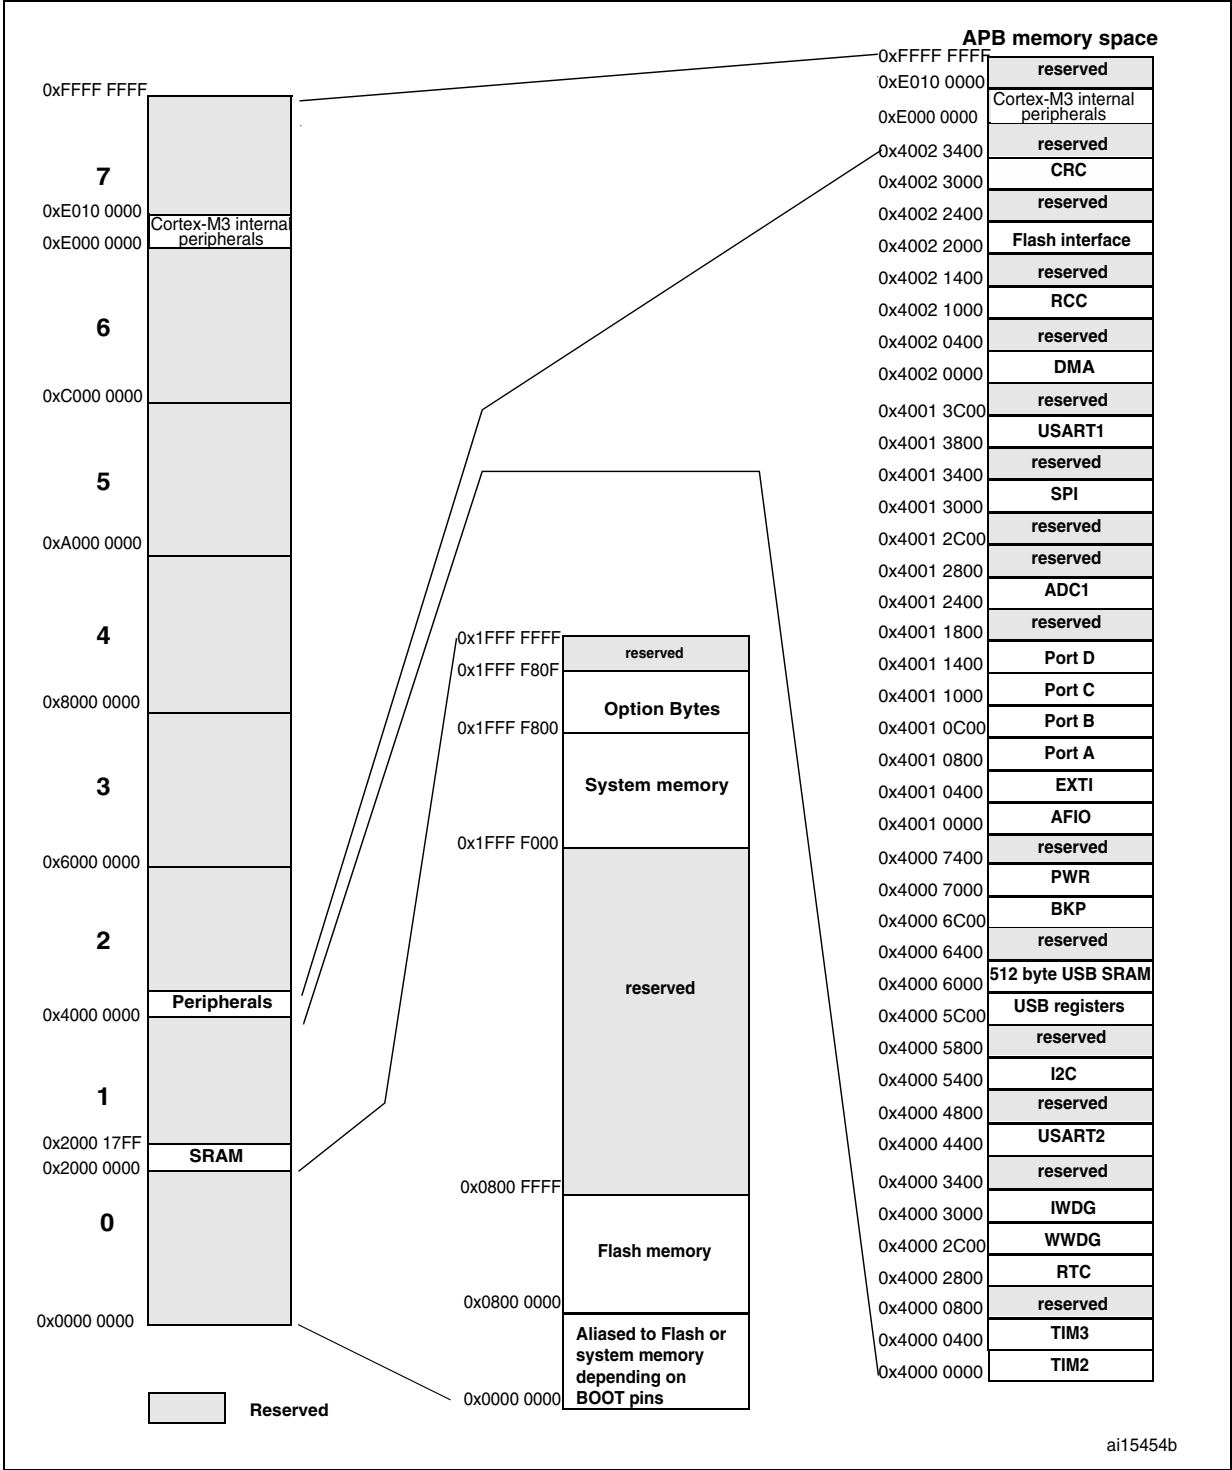 0xFFFF FFFF
7
0xE010 0000
Cortex-M3 internal
peripherals
0xE000 0000
6
0xC000 0000
5
0xA000 0000
4
0x8000 0000
3
0x6000 0000
2
Peripherals
0x4000 0000
1
0x2000 17FF
SRAM
0x2000 0000
0
0x0000 0000
Reserved
0x1FFF FFFF
reserved
0x1FFF F80F
Option Bytes
0x1FFF F800
System memory
0x1FFF F000
reserved
0x0800 FFFF
Flash memory
0x0800 0000
Aliased to Flash or
system memory
depending on
BOOT pins
0x0000 0000
APB memory space
0xFFFF FFFF
reserved
0xE010 0000
Cortex-M3 internal
peripherals
0xE000 0000
reserved
0x4002 3400
CRC
0x4002 3000
reserved
0x4002 2400
Flash interface
0x4002 2000
reserved
0x4002 1400
RCC
0x4002 1000
reserved
0x4002 0400
DMA
0x4002 0000
reserved
0x4001 3C00
USART1
0x4001 3800
reserved
0x4001 3400
SPI
0x4001 3000
reserved
0x4001 2C00
reserved
0x4001 2800
ADC1
0x4001 2400
reserved
0x4001 1800
Port D
0x4001 1400
Port C
0x4001 1000
Port B
0x4001 0C00
Port A
0x4001 0800
EXTI
0x4001 0400
AFIO
0x4001 0000
reserved
0x4000 7400
PWR
0x4000 7000
BKP
0x4000 6C00
reserved
0x4000 6400
512 byte USB SRAM
0x4000 6000
USB registers
0x4000 5C00
reserved
0x4000 5800
I2C
0x4000 5400
reserved
0x4000 4800
USART2
0x4000 4400
reserved
0x4000 3400
IWDG
0x4000 3000
WWDG
0x4000 2C00
RTC
0x4000 2800
reserved
0x4000 0800
TIM3
0x4000 0400
TIM2
0x4000 0000
ai15454b